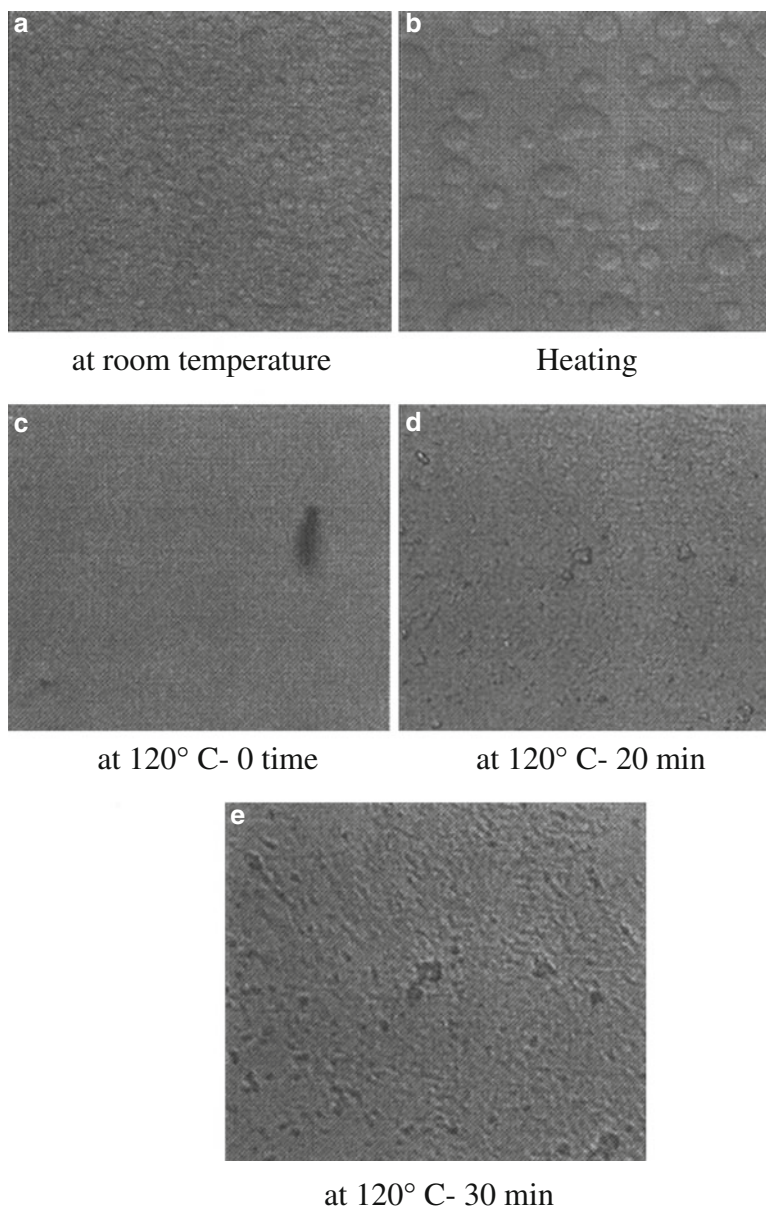 a
b
at room temperature
Heating
c
d
at 120° C- 0 time
at 120° C- 20 min
e
at 120° C- 30 min